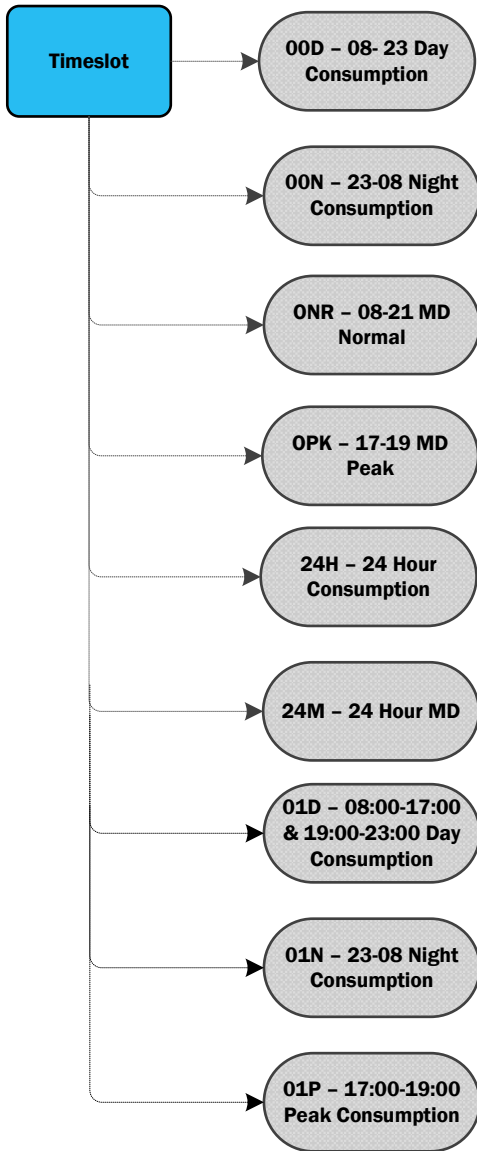 Timeslot
00D – 08- 23 Day
Consumption
00N – 23-08 Night
Consumption
0NR – 08-21 MD
Normal
0PK – 17-19 MD
Peak
24H – 24 Hour
Consumption
24M – 24 Hour MD
01D – 08:00-17:00
& 19:00-23:00 Day
Consumption
01N – 23-08 Night
Consumption
01P – 17:00-19:00
Peak Consumption